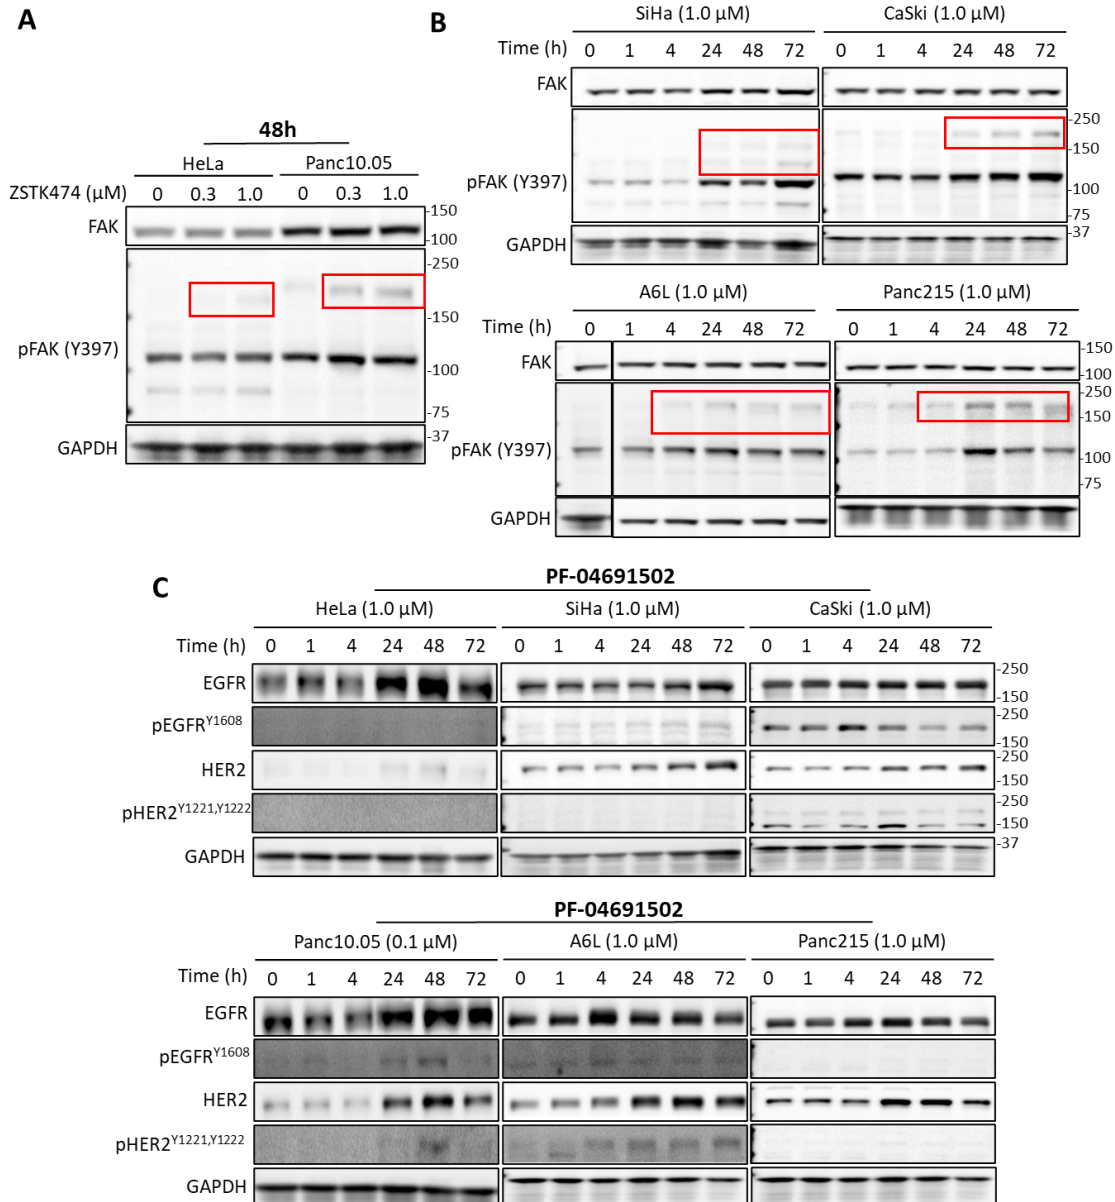 A
48h
HeLa Panc10.05
ZSTK474 (µM) 0 0.3 1.0 0 0.3 1.0
FAK
-150
-100
-250
-150
pFAK (Y397)
-100
-75
-37
GAPDH
B
SiHa (1.0 µM) CaSki (1.0 µM)
Time (h) 0 1 4 24 48 72 0 1 4 24 48 72
FAK
-250
-150
pFAK (Y397)
-100
-75
-37
GAPDH
A6L (1.0 µM) Panc215 (1.0 µM)
Time (h) 0 1 4 24 48 72 0 1 4 24 48 72
-150
FAK
-100
-250
-150
pFAK (Y397)
-100
-75
GAPDH
C
PF-04691502
HeLa (1.0 µM) SiHa (1.0 µM) CaSki (1.0 µM)
Time (h) 0 1 4 24 48 72 0 1 4 24 48 72 0 1 4 24 48 72
-250
EGFR
-150
-250
pEGFR^Y1608
-150
-250
HER2
-150
-250
pHER2^Y1221,Y1222
-150
-37
GAPDH
PF-04691502
Panc10.05 (0.1 µM) A6L (1.0 µM) Panc215 (1.0 µM)
Time (h) 0 1 4 24 48 72 0 1 4 24 48 72 0 1 4 24 48 72
EGFR
pEGFR^Y1608
HER2
pHER2^Y1221,Y1222
GAPDH